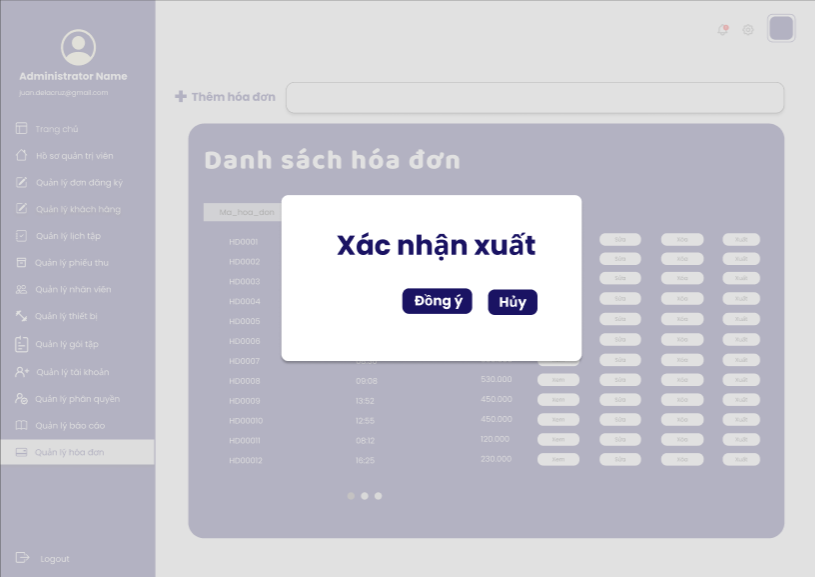 Administrator Name
juan.delacruz@gmail.com
Trang chủ
Hồ sơ quản trị viên
Quản lý đơn đăng ký
Quản lý khách hàng
Quản lý lịch tập
Quản lý phiếu thu
Quản lý nhân viên
Quản lý thiết bị
Quản lý gói tập
Quản lý tài khoản
Quản lý phân quyền
Quản lý báo cáo
Quản lý hóa đơn
Logout
Thêm hóa đơn
Danh sách hóa đơn
Ma_hoa_don
HD0001 Sửa Xóa Xuất
HD0002 Sửa Xóa Xuất
HD0003 Sửa Xóa Xuất
HD0004 Sửa Xóa Xuất
HD0005 Sửa Xóa Xuất
HD0006 Sửa Xóa Xuất
HD0007 Sửa Xóa Xuất
HD0008 09:08 530.000 Xem Sửa Xóa Xuất
HD0009 13:52 450.000 Xem Sửa Xóa Xuất
HD00010 12:55 450.000 Xem Sửa Xóa Xuất
HD00011 08:12 120.000 Xem Sửa Xóa Xuất
HD00012 16:25 230.000 Xem Sửa Xóa Xuất
Xác nhận xuất
Đồng ý Hủy